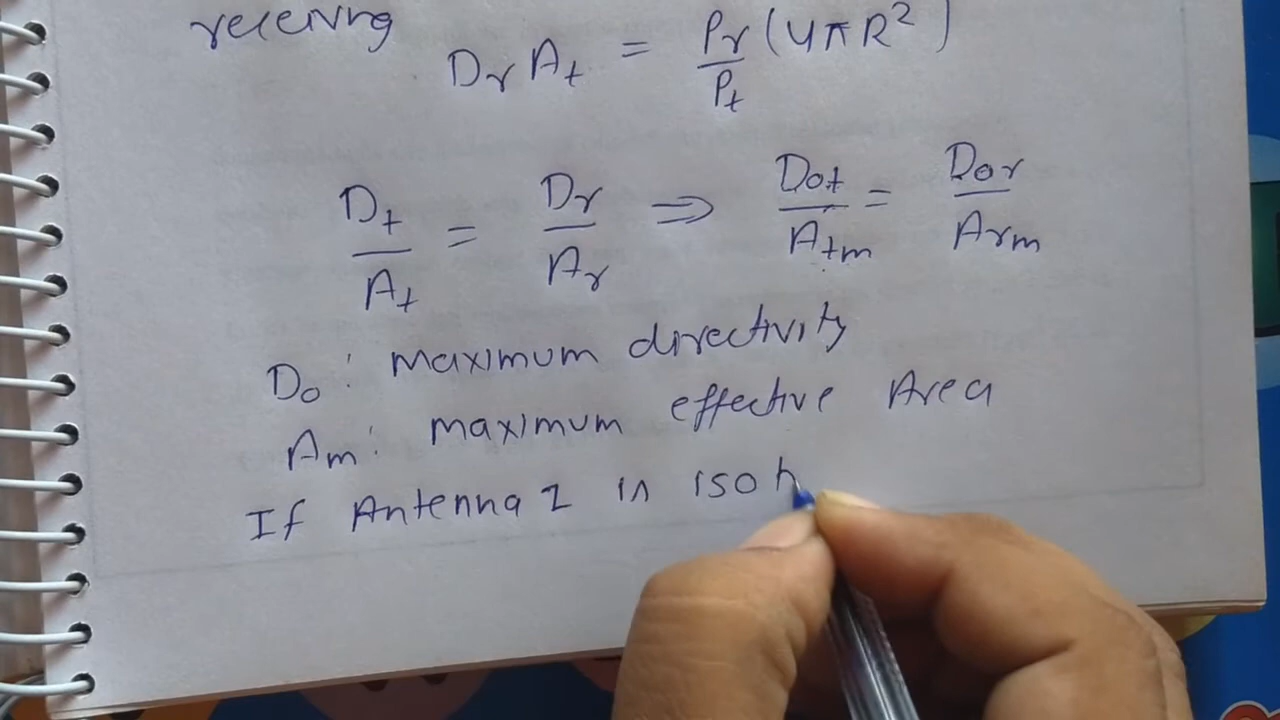 receiving
DrAt = Pr/Pt (4πR²)
Dt/At = Dr/Ar ⇒ Dot/Atm = Dor/Arm
Do: maximum directivity
Am: maximum effective Area
If Antenna 1 is iso